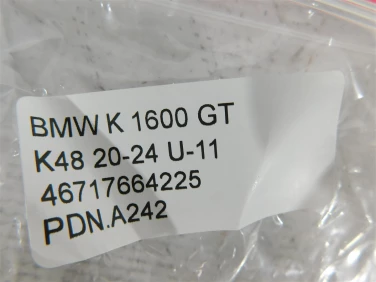 BMW K 1600 GT
K48 20-24 U-11
46717664225
PDN.A242